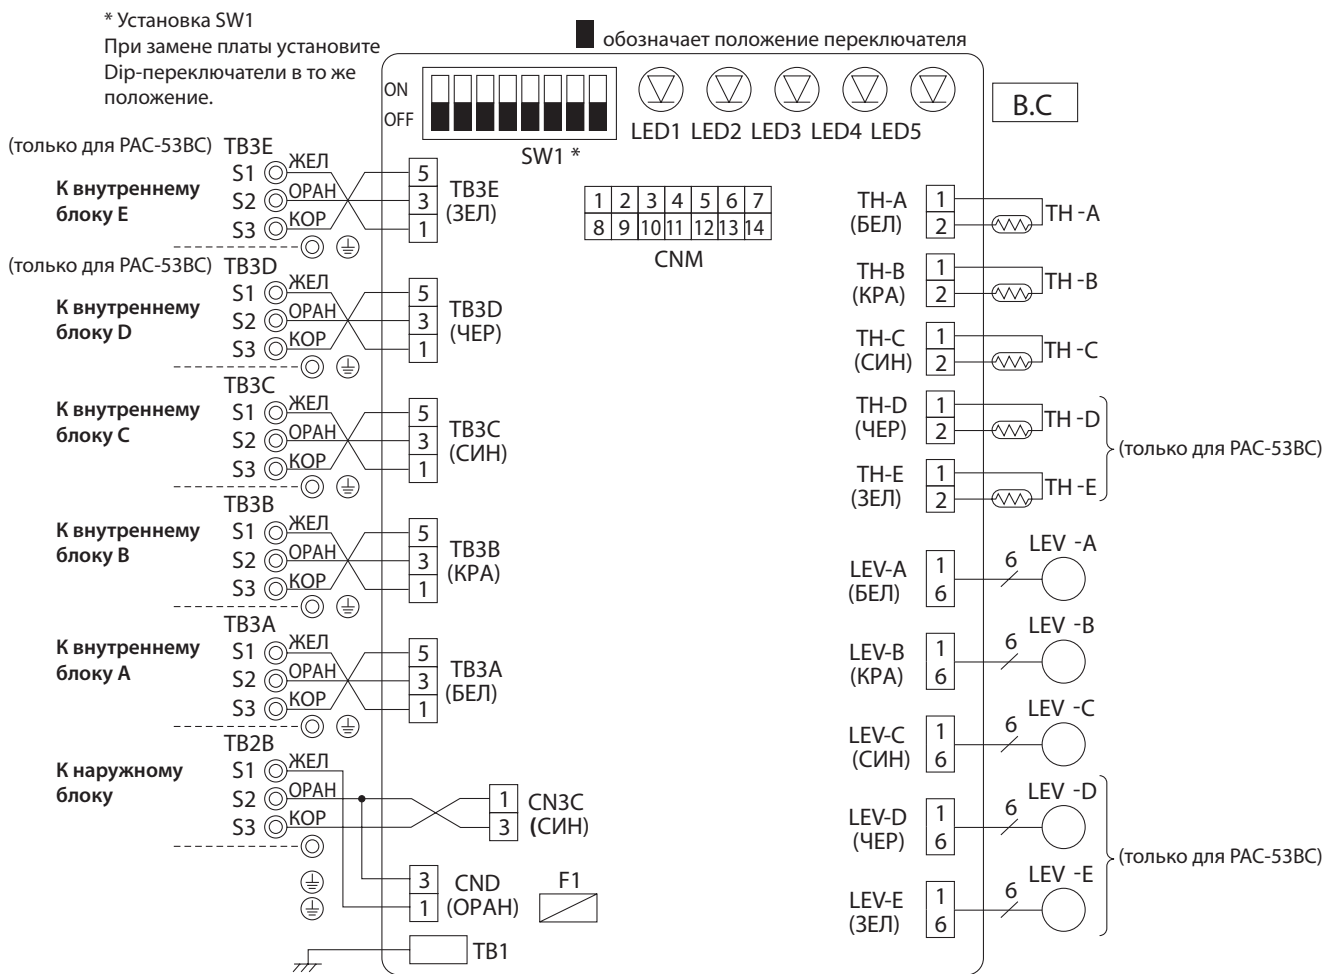 * Установка SW1
При замене платы установите
Dip-переключатели в то же
положение.
обозначает положение переключателя
ON
OFF
SW1 *
LED1 LED2 LED3 LED4 LED5
B.C
(только для PAC-53BC) TB3E
К внутреннему
блоку E
S1 ЖЕЛ
S2 ОРАН
S3 КОР
5
3
1
TB3E
(ЗЕЛ)
(только для PAC-53BC) TB3D
К внутреннему
блоку D
S1 ЖЕЛ
S2 ОРАН
S3 КОР
5
3
1
TB3D
(ЧЕР)
TB3C
К внутреннему
блоку C
S1 ЖЕЛ
S2 ОРАН
S3 КОР
5
3
1
TB3C
(СИН)
TB3B
К внутреннему
блоку B
S1 ЖЕЛ
S2 ОРАН
S3 КОР
5
3
1
TB3B
(КРА)
TB3A
К внутреннему
блоку A
S1 ЖЕЛ
S2 ОРАН
S3 КОР
5
3
1
TB3A
(БЕЛ)
TB2B
К наружному
блоку
S1 ЖЕЛ
S2 ОРАН
S3 КОР
1
3
CN3C
(СИН)
3
1
CND
(ОРАН)
F1
TB1
1 2 3 4 5 6 7
8 9 10 11 12 13 14
CNM
TH-A
(БЕЛ)
1
2
TH -A
TH-B
(КРА)
1
2
TH -B
TH-C
(СИН)
1
2
TH -C
TH-D
(ЧЕР)
1
2
TH -D
TH-E
(ЗЕЛ)
1
2
TH -E
(только для PAC-53BC)
LEV-A
(БЕЛ)
1
6
6
LEV -A
LEV-B
(КРА)
1
6
6
LEV -B
LEV-C
(СИН)
1
6
6
LEV -C
LEV-D
(ЧЕР)
1
6
6
LEV -D
LEV-E
(ЗЕЛ)
1
6
6
LEV -E
(только для PAC-53BC)